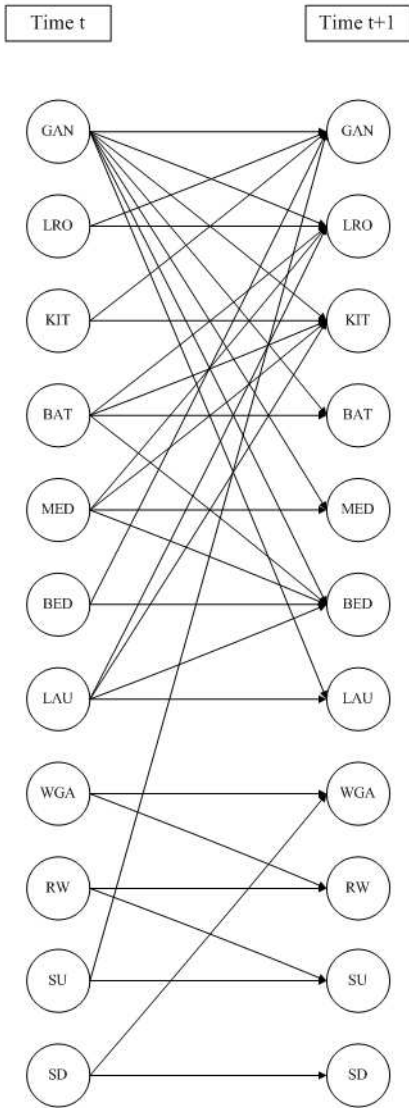 Time t Time t+1
GAN GAN
LRO LRO
KIT KIT
BAT BAT
MED MED
BED BED
LAU LAU
WGA WGA
RW RW
SU SU
SD SD